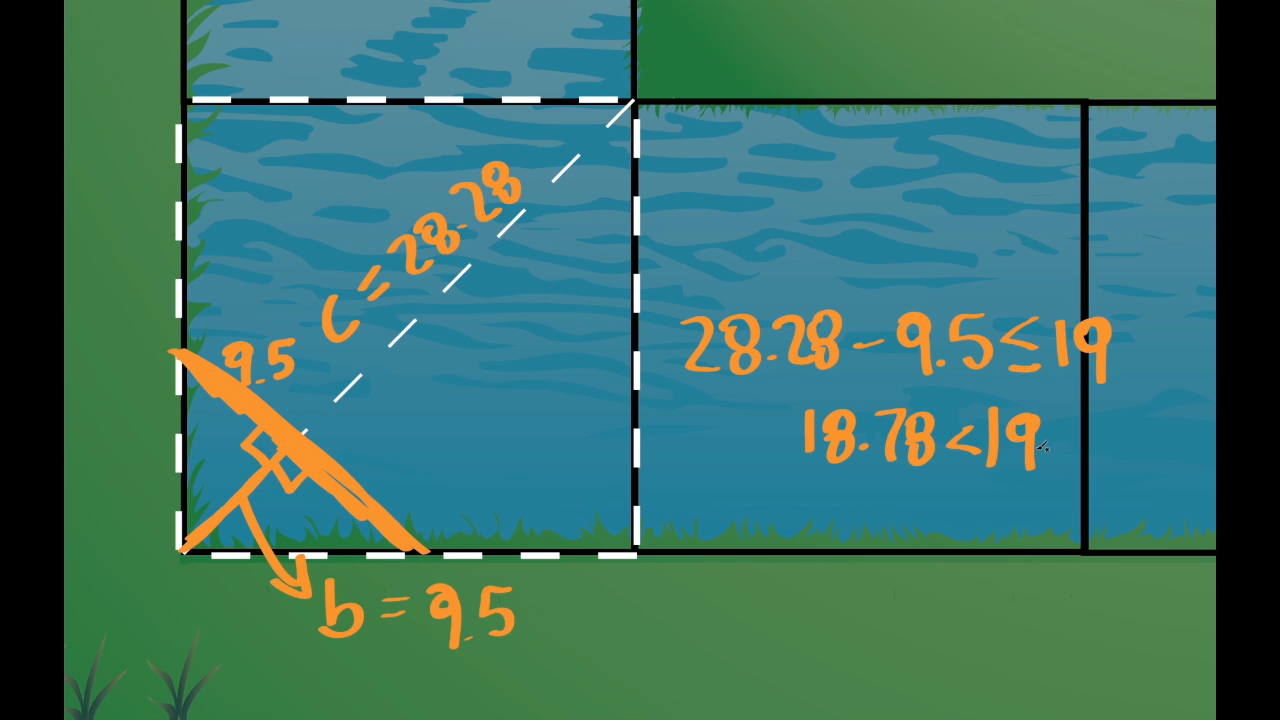 c = 28.28
9.5
28.28 - 9.5 ≤ 19
18.78 < 19
b = 9.5